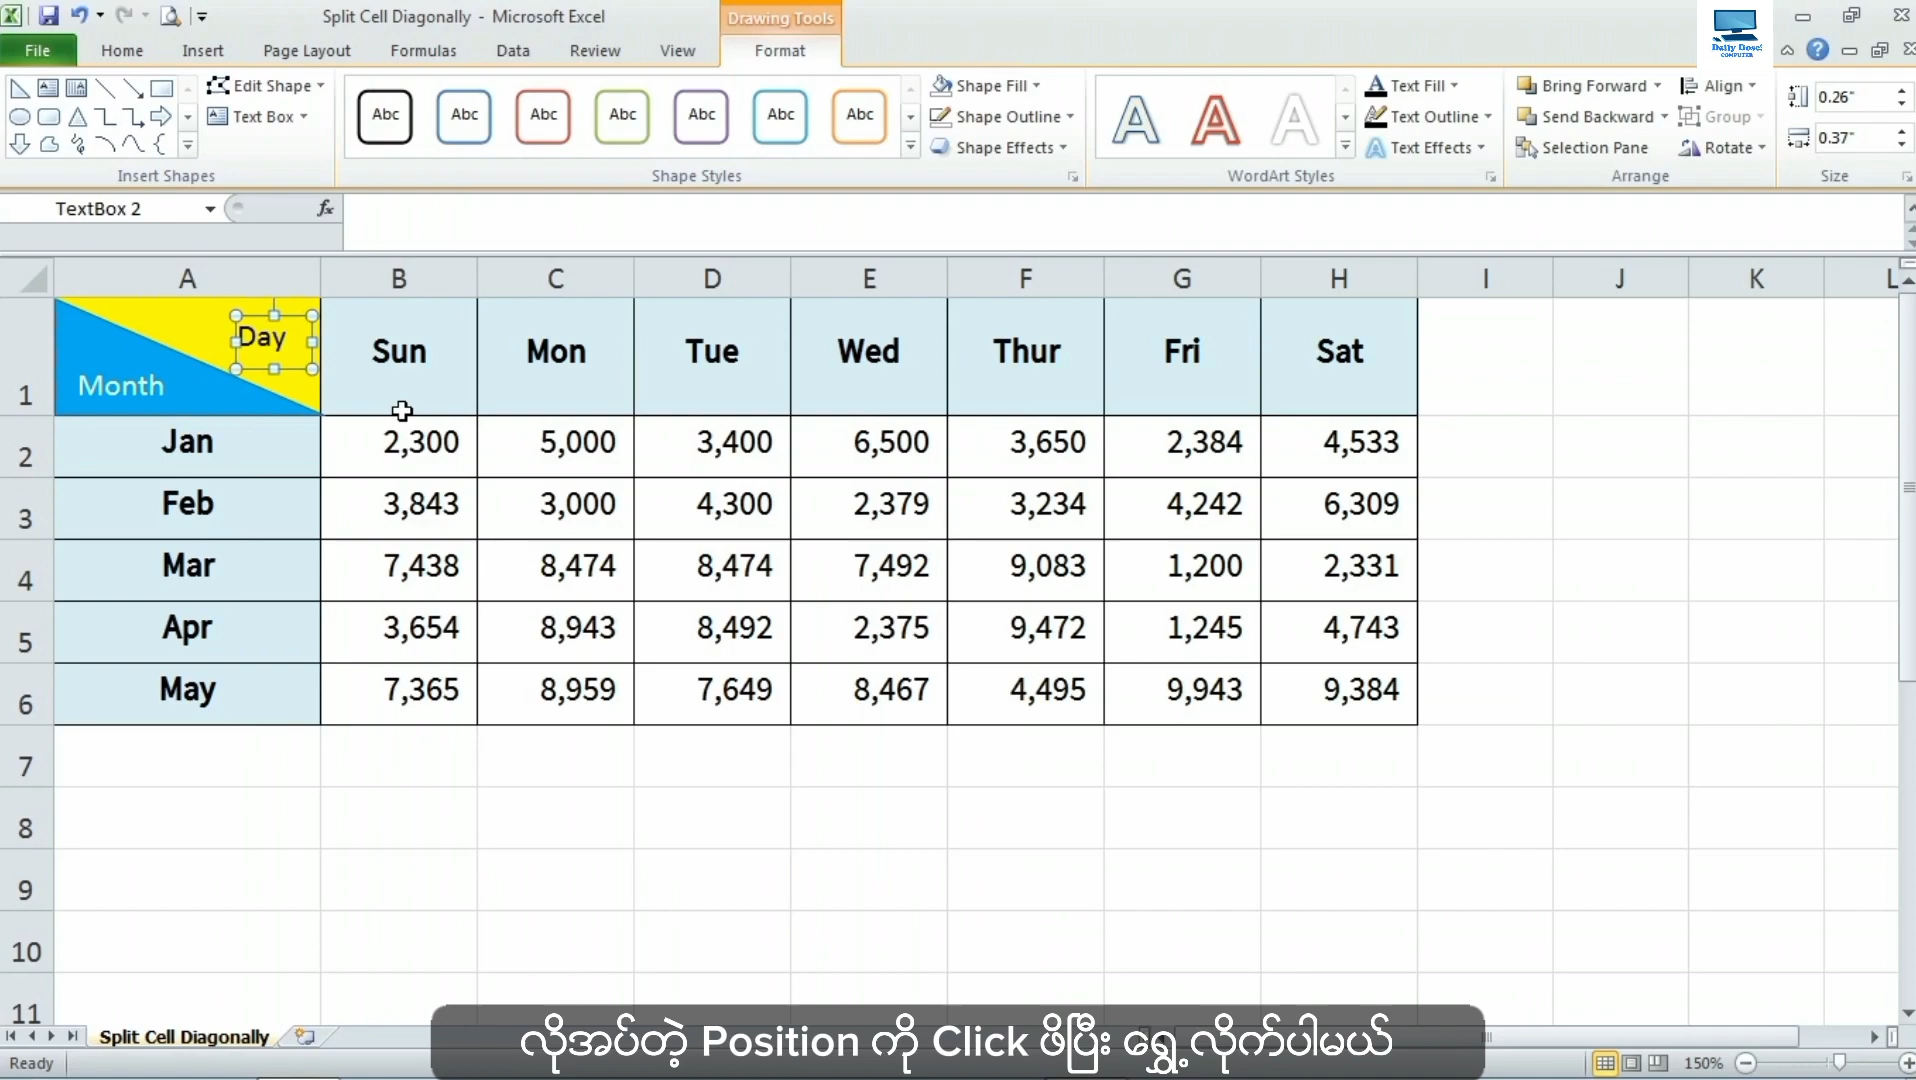 Split Cell Diagonally - Microsoft Excel
Drawing Tools
Daily Dose! COMPUTER
File Home Insert Page Layout Formulas Data Review View Format
Edit Shape
Text Box
Insert Shapes
Abc Abc Abc Abc Abc Abc Abc
Shape Styles
Shape Fill
Shape Outline
Shape Effects
A A A
WordArt Styles
Text Fill
Text Outline
Text Effects
Bring Forward Align
Send Backward Group
Selection Pane Rotate
Arrange
0.26"
0.37"
Size
TextBox 2 fx
A B C D E F G H I J K L
1 Month Day Sun Mon Tue Wed Thur Fri Sat
2 Jan 2,300 5,000 3,400 6,500 3,650 2,384 4,533
3 Feb 3,843 3,000 4,300 2,379 3,234 4,242 6,309
4 Mar 7,438 8,474 8,474 7,492 9,083 1,200 2,331
5 Apr 3,654 8,943 8,492 2,375 9,472 1,245 4,743
6 May 7,365 8,959 7,649 8,467 4,495 9,943 9,384
7
8
9
10
11
Split Cell Diagonally
လိုအပ်တဲ့ Position ကို Click ဖိပြီး ရွှေ့လိုက်ပါမယ်
Ready 150%